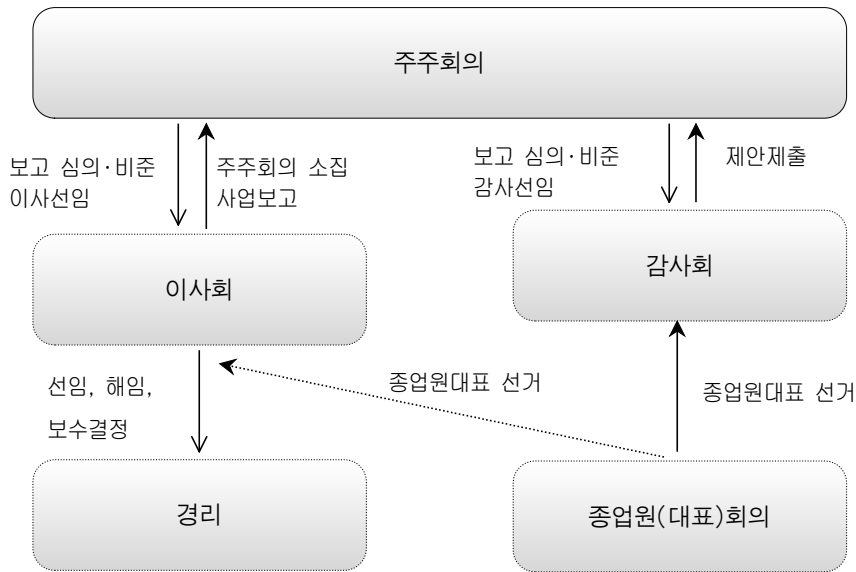 주주회의
보고 심의·비준
이사선임
주주회의 소집
사업보고
보고 심의·비준
감사선임
제안제출
이사회
감사회
선임, 해임,
보수결정
종업원대표 선거
종업원대표 선거
경리
종업원(대표)회의